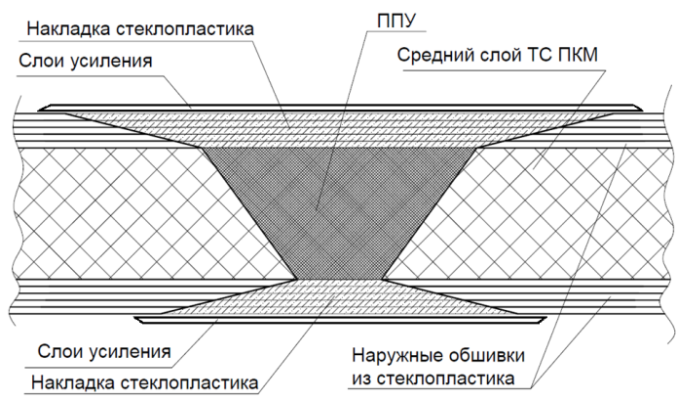 ППУ
Накладка стеклопластика
Слои усиления
Средний слой ТС ПКМ
Слои усиления
Накладка стеклопластика
Наружные обшивки
из стеклопластика